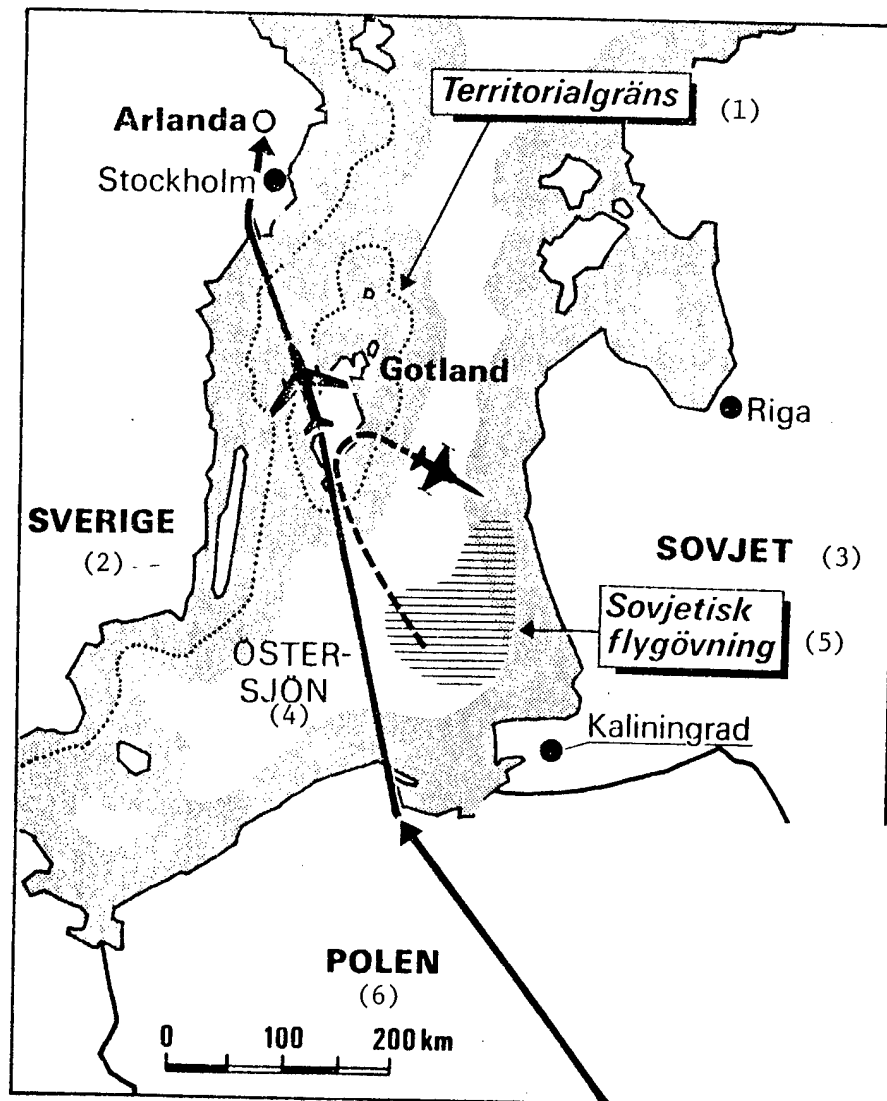 Territorialgräns (1)
Arlanda
Stockholm
Gotland
Riga
SVERIGE
(2)
SOVJET (3)
Sovjetisk
flygövning (5)
ÖSTER-
SJÖN
(4)
Kaliningrad
POLEN
(6)
0 100 200 km